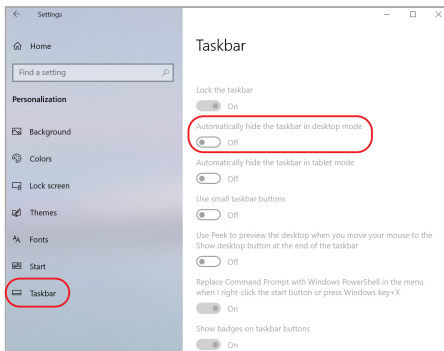 Settings
Home
Find a setting
Personalization
Background
Colors
Lock screen
Themes
Fonts
Start
Taskbar
Taskbar
Lock the taskbar
On
Automatically hide the taskbar in desktop mode
Off
Automatically hide the taskbar in tablet mode
Off
Use small taskbar buttons
Off
Use Peek to preview the desktop when you move your mouse to the
Show desktop button at the end of the taskbar
Off
Replace Command Prompt with Windows PowerShell in the menu
when I right-click the start button or press Windows key+X
On
Show badges on taskbar buttons
On